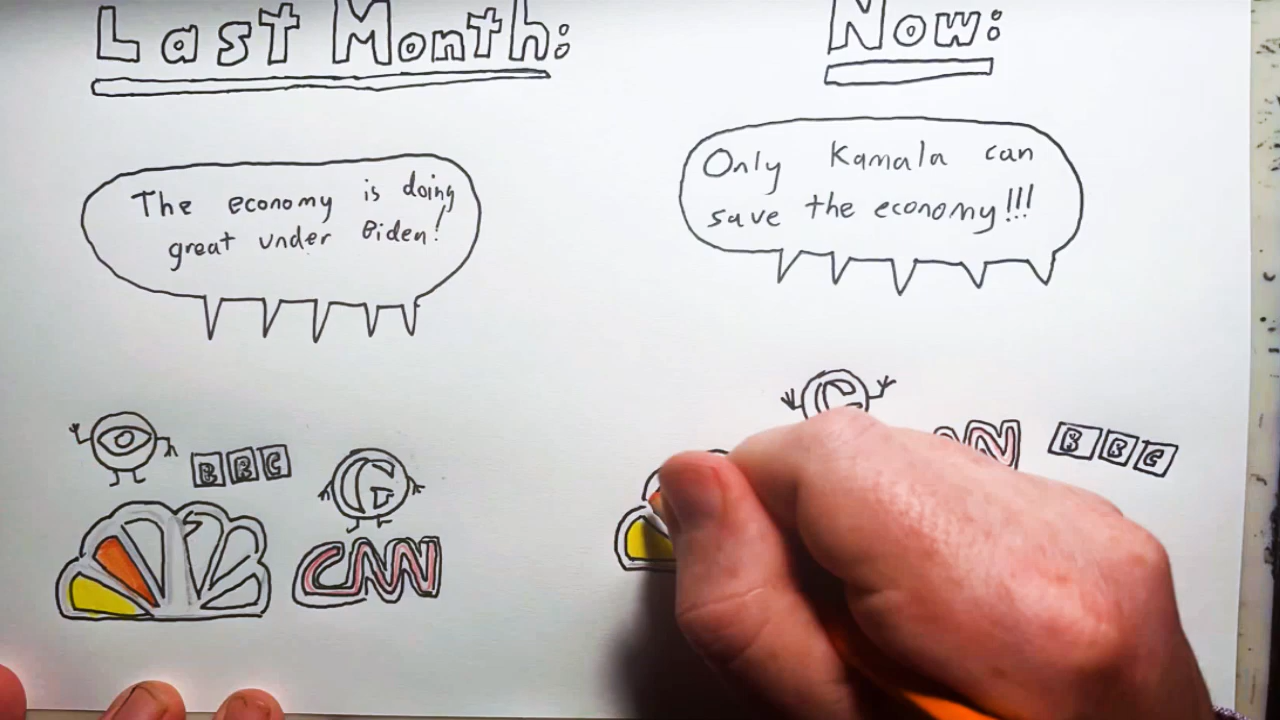 Last Month:
Now:
The economy is doing
great under Biden!
Only Kamala can
save the economy!!!
BBC
G
CNN
G
NN
BBC